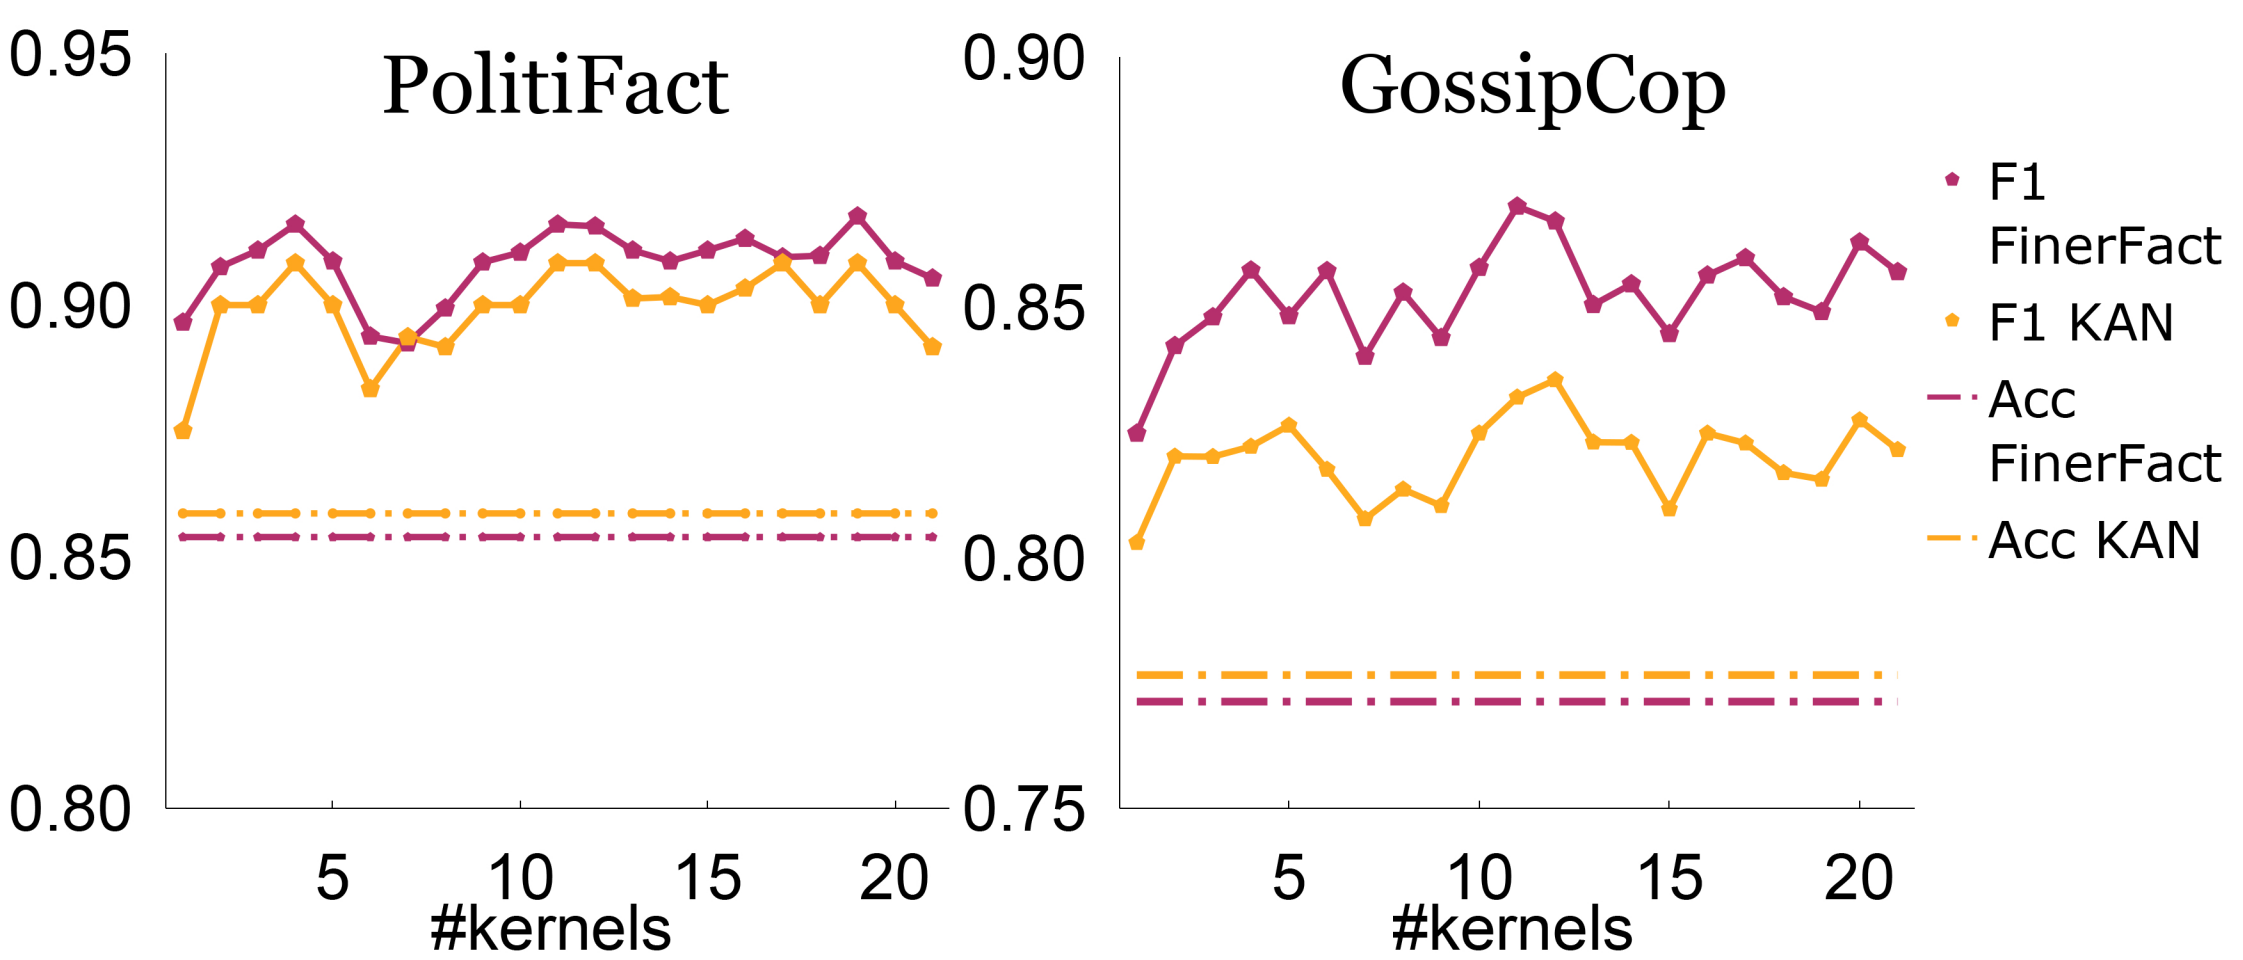 PolitiFact
0.95
0.90
0.85
0.80
5 10 15 20
#kernels
GossipCop
0.90
0.85
0.80
0.75
5 10 15 20
#kernels
F1
FinerFact
F1 KAN
Acc
FinerFact
Acc KAN